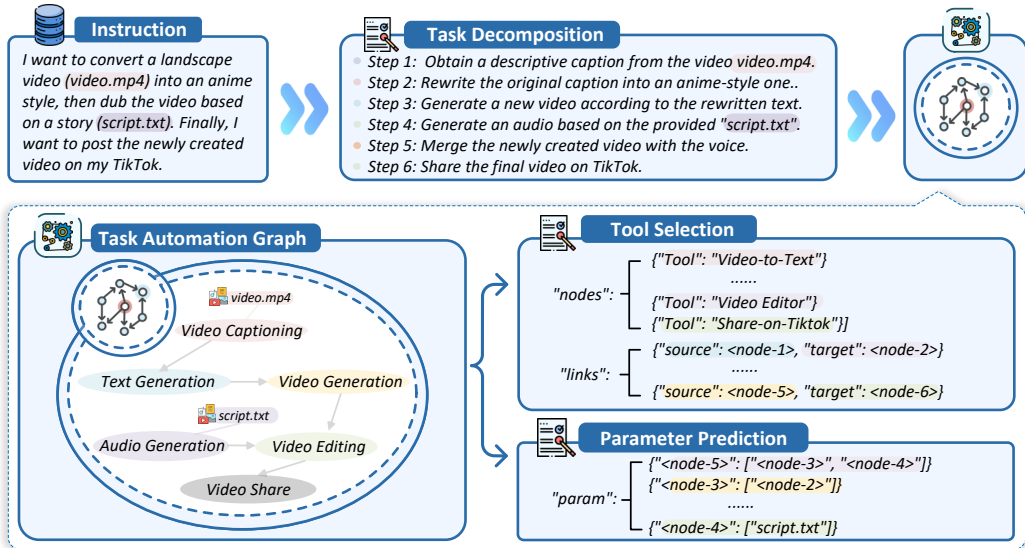 Instruction
I want to convert a landscape
video (video.mp4) into an anime
style, then dub the video based
on a story (script.txt). Finally, I
want to post the newly created
video on my TikTok.
Task Decomposition
Step 1: Obtain a descriptive caption from the video video.mp4.
Step 2: Rewrite the original caption into an anime-style one..
Step 3: Generate a new video according to the rewritten text.
Step 4: Generate an audio based on the provided "script.txt".
Step 5: Merge the newly created video with the voice.
Step 6: Share the final video on TikTok.
Task Automation Graph
video.mp4
Video Captioning
Text Generation
Video Generation
script.txt
Audio Generation
Video Editing
Video Share
Tool Selection
"nodes":
{"Tool": "Video-to-Text"}
......
{"Tool": "Video Editor"}
{"Tool": "Share-on-Tiktok"}]
"links":
{"source": <node-1>, "target": <node-2>}
......
{"source": <node-5>, "target": <node-6>}
Parameter Prediction
"param":
{"<node-5>": ["<node-3>", "<node-4>"]}
{"<node-3>": ["<node-2>"]}
......
{"<node-4>": ["script.txt"]}